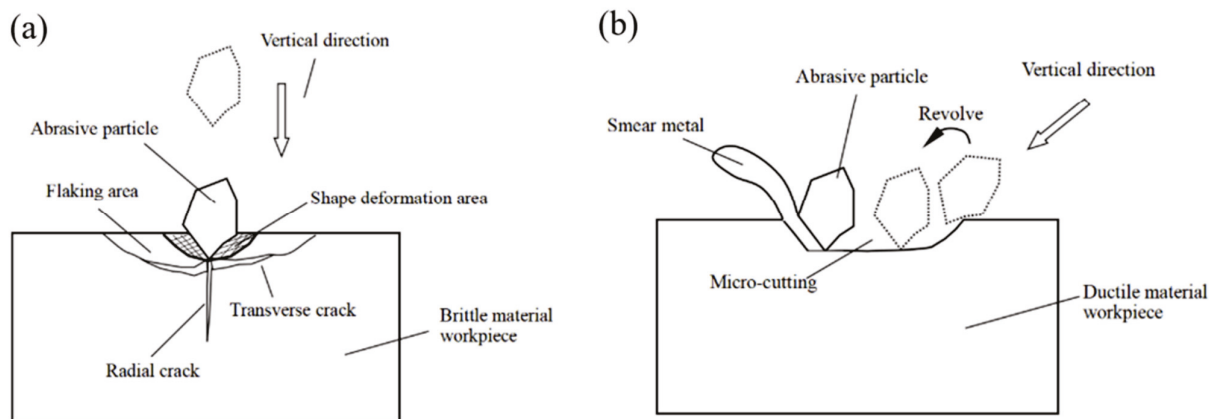 (a)
Vertical direction
Abrasive particle
Flaking area
Shape deformation area
Transverse crack
Brittle material
workpiece
Radial crack
(b)
Abrasive particle
Vertical direction
Revolve
Smear metal
Micro-cutting
Ductile material
workpiece